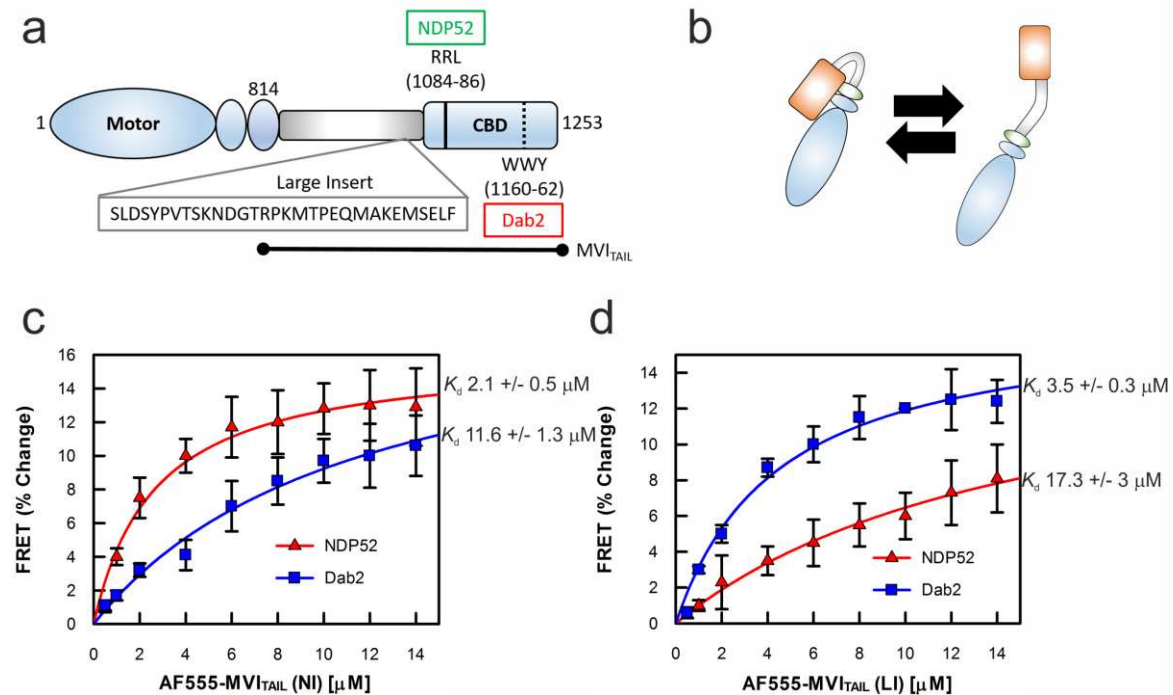 a
NDP52
RRL
(1084-86)
814
1
Motor
CBD
1253
WWY
(1160-62)
Large Insert
SLDSYPVTSKNDGTRPKMTPEQMAKEMSELF
Dab2
MVITAIL
b
c
16
14
12
10
8
6
4
2
0
FRET (% Change)
Kd 2.1 +/- 0.5 μM
Kd 11.6 +/- 1.3 μM
NDP52
Dab2
0 2 4 6 8 10 12 14
AF555-MVITAIL (NI) [μM]
d
14
12
10
8
6
4
2
0
FRET (% Change)
Kd 3.5 +/- 0.3 μM
Kd 17.3 +/- 3 μM
NDP52
Dab2
0 2 4 6 8 10 12 14
AF555-MVITAIL (LI) [μM]